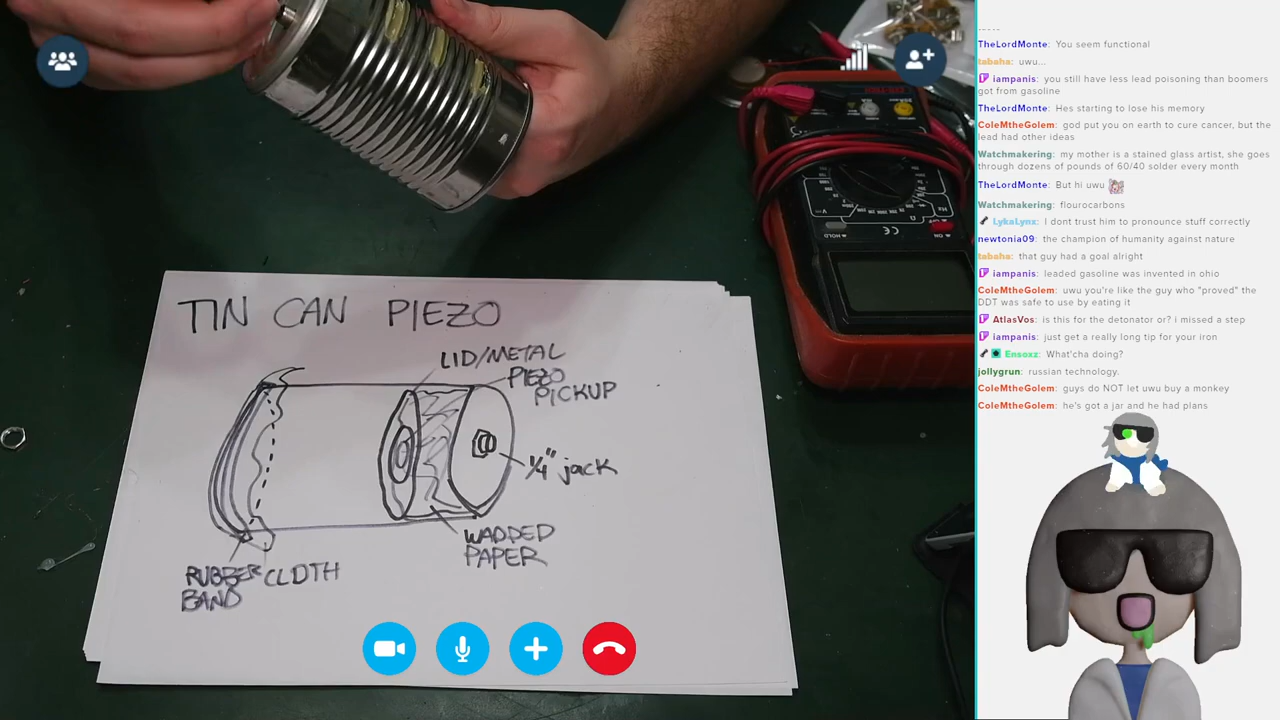 TIN CAN PIEZO
LID/METAL
PIEZO
PICKUP
1/4" jack
WADDED
PAPER
RUBBER
BAND
CLOTH
HOLD
CE
Hz
ON
TheLordMonte: You seem functional
tabaha: uwu...
iampanis: you still have less lead poisoning than boomers
got from gasoline
TheLordMonte: Hes starting to lose his memory
ColeMtheGolem: god put you on earth to cure cancer, but the
lead had other ideas
Watchmakering: my mother is a stained glass artist, she goes
through dozens of pounds of 60/40 solder every month
TheLordMonte: But hi uwu
Watchmakering: flourocarbons
LykaLynx: I dont trust him to pronounce stuff correctly
newtonia09: the champion of humanity against nature
tabaha: that guy had a goal alright
iampanis: leaded gasoline was invented in ohio
ColeMtheGolem: uwu you're like the guy who "proved" the
DDT was safe to use by eating it
AtlasVos: is this for the detonator or? i missed a step
iampanis: just get a really long tip for your iron
Ensoxz: What'cha doing?
jollygrun: russian technology.
ColeMtheGolem: guys do NOT let uwu buy a monkey
ColeMtheGolem: he's got a jar and he had plans